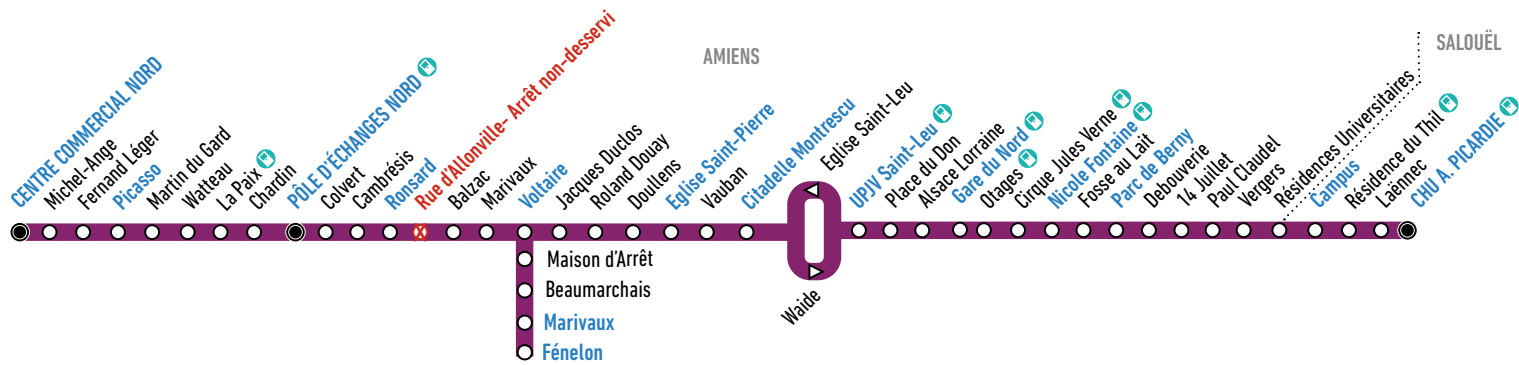 AMIENS
SALOUËL
CENTRE COMMERCIAL NORD
Michel-Ange
Fernand Léger
Picasso
Martin du Gard
Watteau
La Paix
Chardin
PÔLE D'ÉCHANGES NORD
Colvert
Cambrésis
Ronsard
Rue d'Allonville- Arrêt non-desservi
Balzac
Marivaux
Voltaire
Jacques Duclos
Roland Douay
Doullens
Eglise Saint-Pierre
Vauban
Citadelle Montrescu
Eglise Saint-Leu
UPJV Saint-Leu
Place du Don
Alsace Lorraine
Gare du Nord
Otages
Cirque Jules Verne
Nicole Fontaine
Fosse au Lait
Parc de Berny
Debouverie
14 Juillet
Paul Claudel
Vergers
Résidences Universitaires
Campus
Résidence du Thil
Laënnec
CHU A. PICARDIE
Maison d'Arrêt
Beaumarchais
Marivaux
Fénelon
Waide